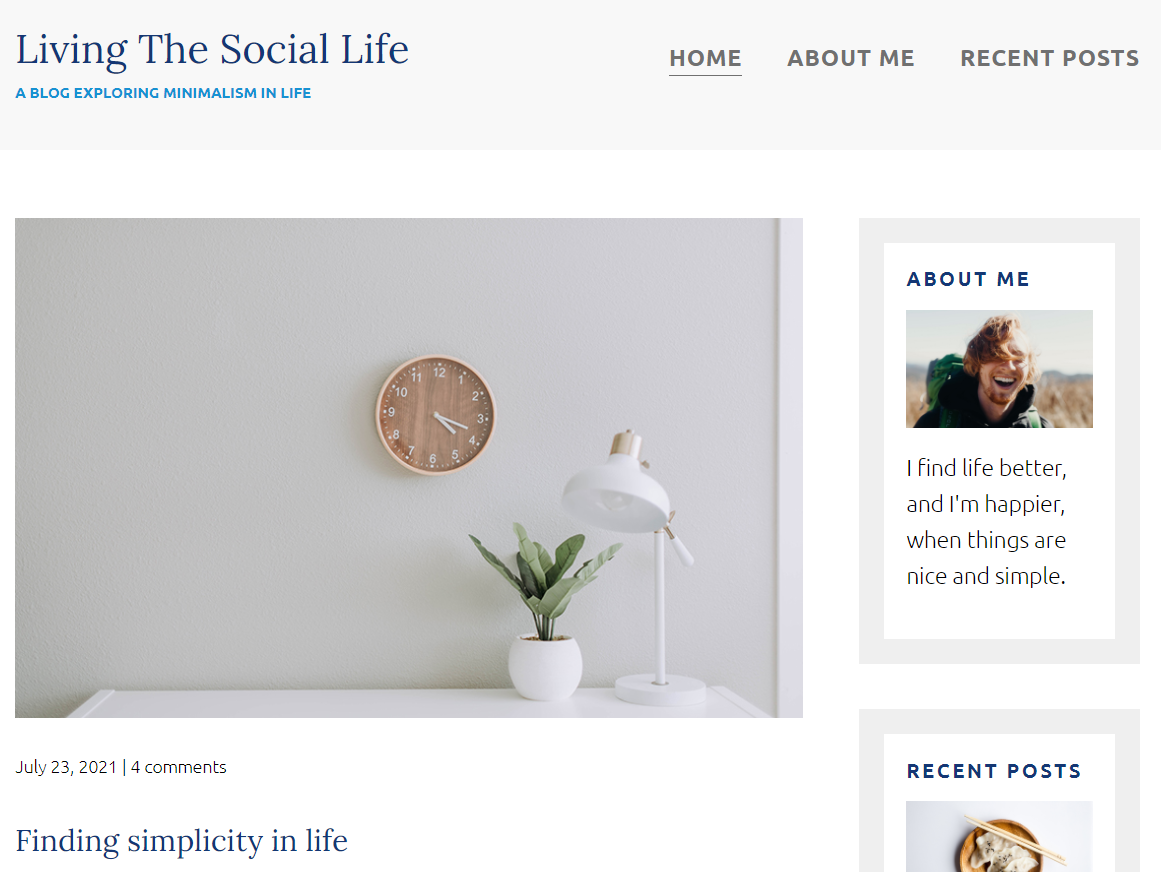 Living The Social Life
A BLOG EXPLORING MINIMALISM IN LIFE
HOME ABOUT ME RECENT POSTS
12
1
2
3
4
5
6
7
8
9
10
11
July 23, 2021 | 4 comments
Finding simplicity in life
ABOUT ME
I find life better,
and I'm happier,
when things are
nice and simple.
RECENT POSTS